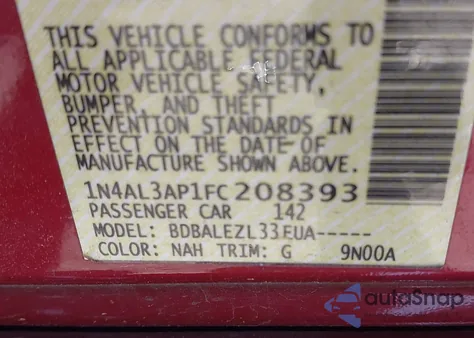 THIS VEHICLE CONFORMS TO
ALL APPLICABLE FEDERAL
MOTOR VEHICLE SAFETY,
BUMPER, AND THEFT
PREVENTION STANDARDS IN
EFFECT ON THE DATE OF
MANUFACTURE SHOWN ABOVE.
1N4AL3AP1FC208393
PASSENGER CAR 142
MODEL: BDBALEZL33EUA-----
COLOR: NAH TRIM: G 9N00A
autoSnap